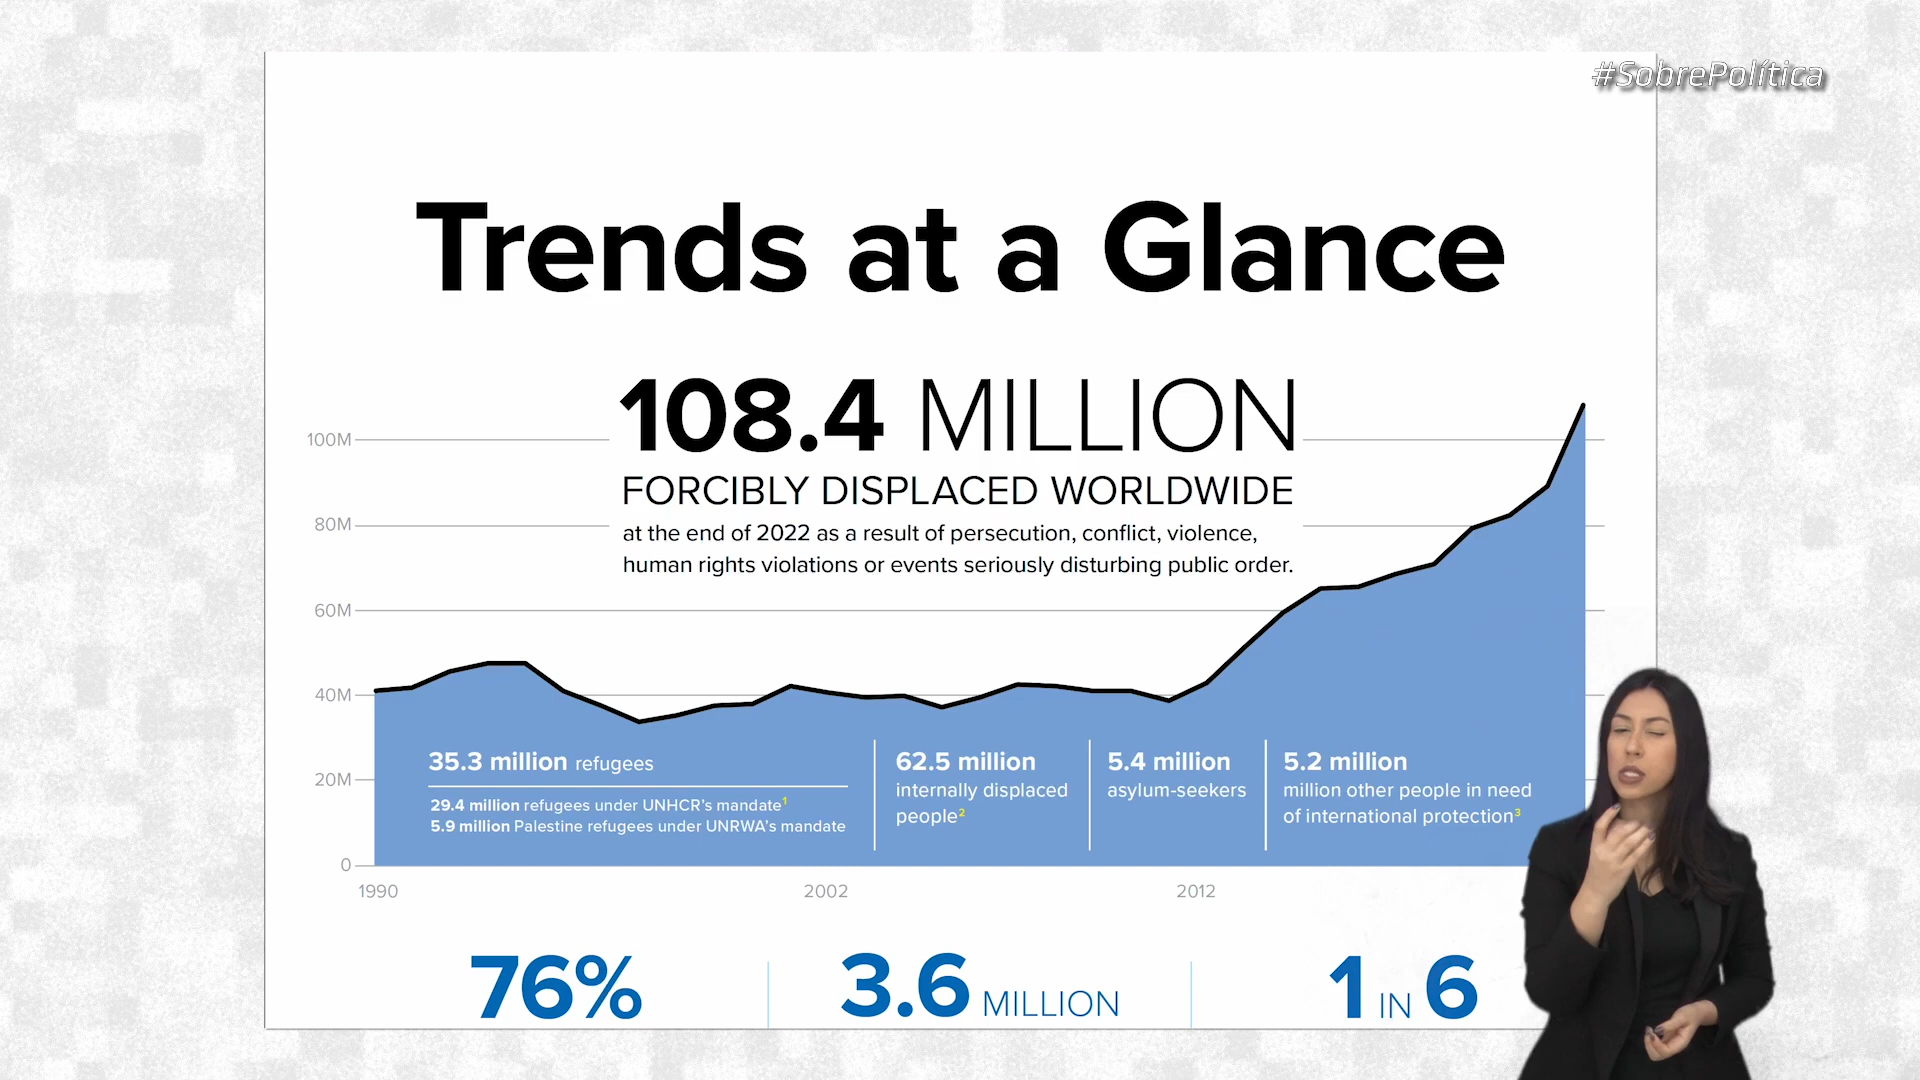 #SobrePolítica
Trends at a Glance
108.4 MILLION
FORCIBLY DISPLACED WORLDWIDE
at the end of 2022 as a result of persecution, conflict, violence,
human rights violations or events seriously disturbing public order.
100M
80M
60M
40M
20M
0
35.3 million refugees
29.4 million refugees under UNHCR's mandate¹
5.9 million Palestine refugees under UNRWA's mandate
62.5 million
internally displaced
people²
5.4 million
asylum-seekers
5.2 million
million other people in need
of international protection³
1990 2002 2012
76%
3.6 MILLION
1 IN 6